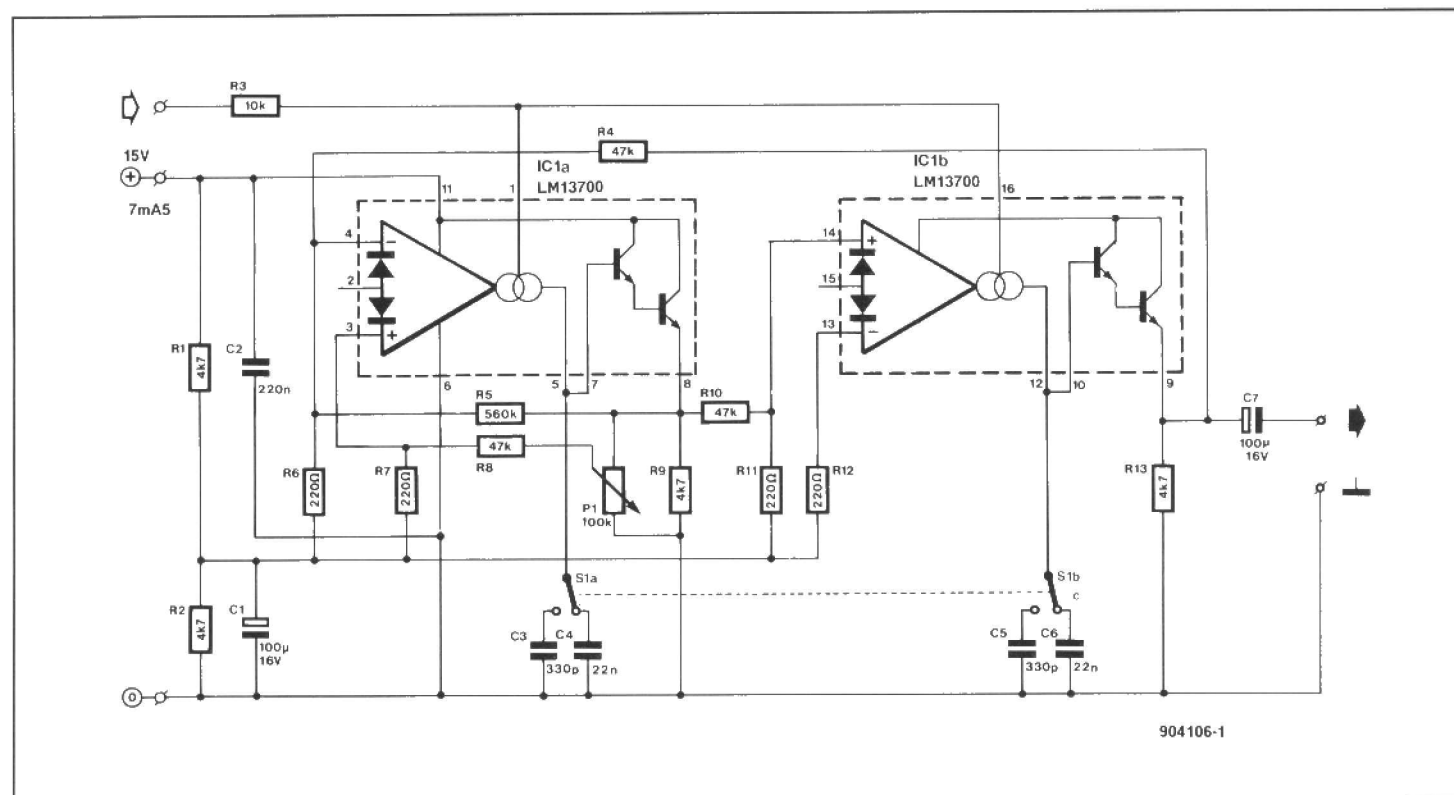 R3
10k
R4
47k
15V
+
7mA5
IC1a
LM13700
IC1b
LM13700
11
1
16
4
−
2
3
+
6
5
7
8
14
+
15
13
−
12
10
9
R1
4k7
C2
220n
R5
560k
R10
47k
R8
47k
R6
220Ω
R7
220Ω
P1
100k
R9
4k7
R11
220Ω
R12
220Ω
C7
100µ
16V
R13
4k7
S1a
S1b
c
R2
4k7
C1
100µ
16V
C3
330p
C4
22n
C5
330p
C6
22n
0
904106-1